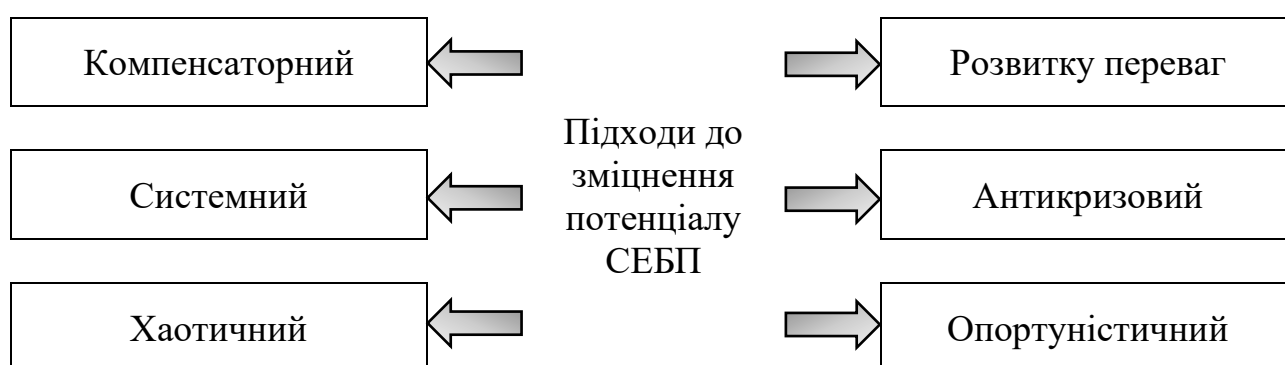 Компенсаторний
Розвитку переваг
Підходи до
зміцнення
потенціалу
СЕБП
Системний
Антикризовий
Хаотичний
Опортуністичний